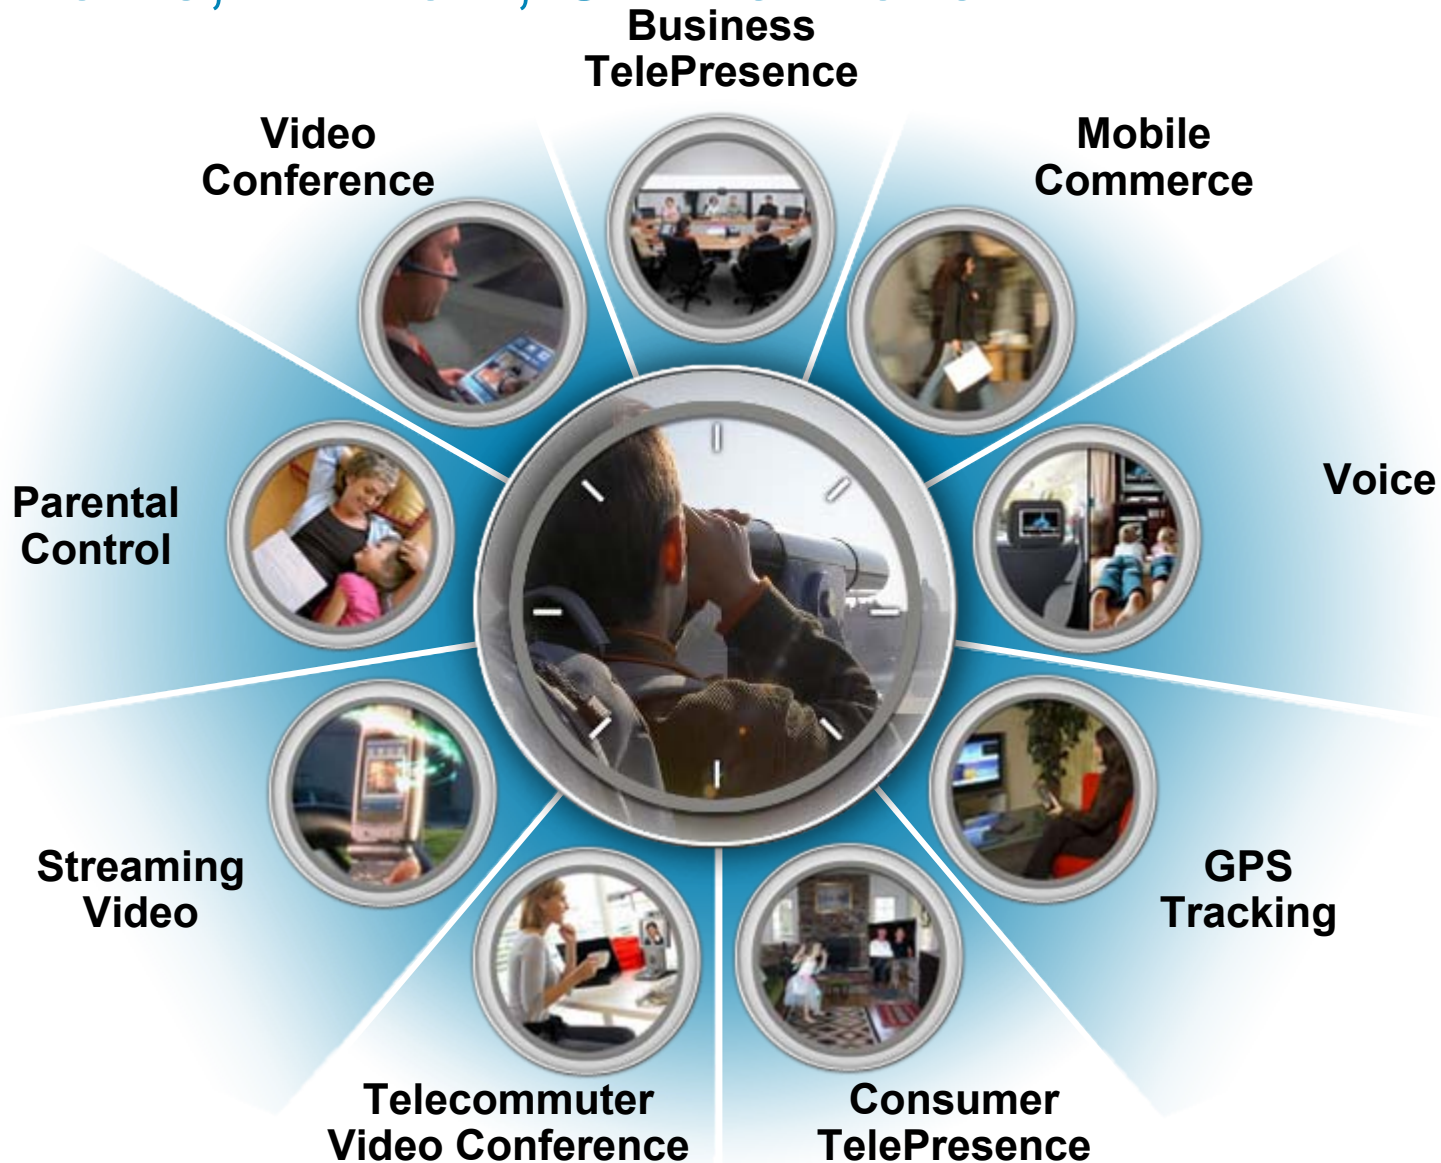 Business
TelePresence
Video
Conference
Mobile
Commerce
Voice
Parental
Control
GPS
Tracking
Streaming
Video
Telecommuter
Video Conference
Consumer
TelePresence